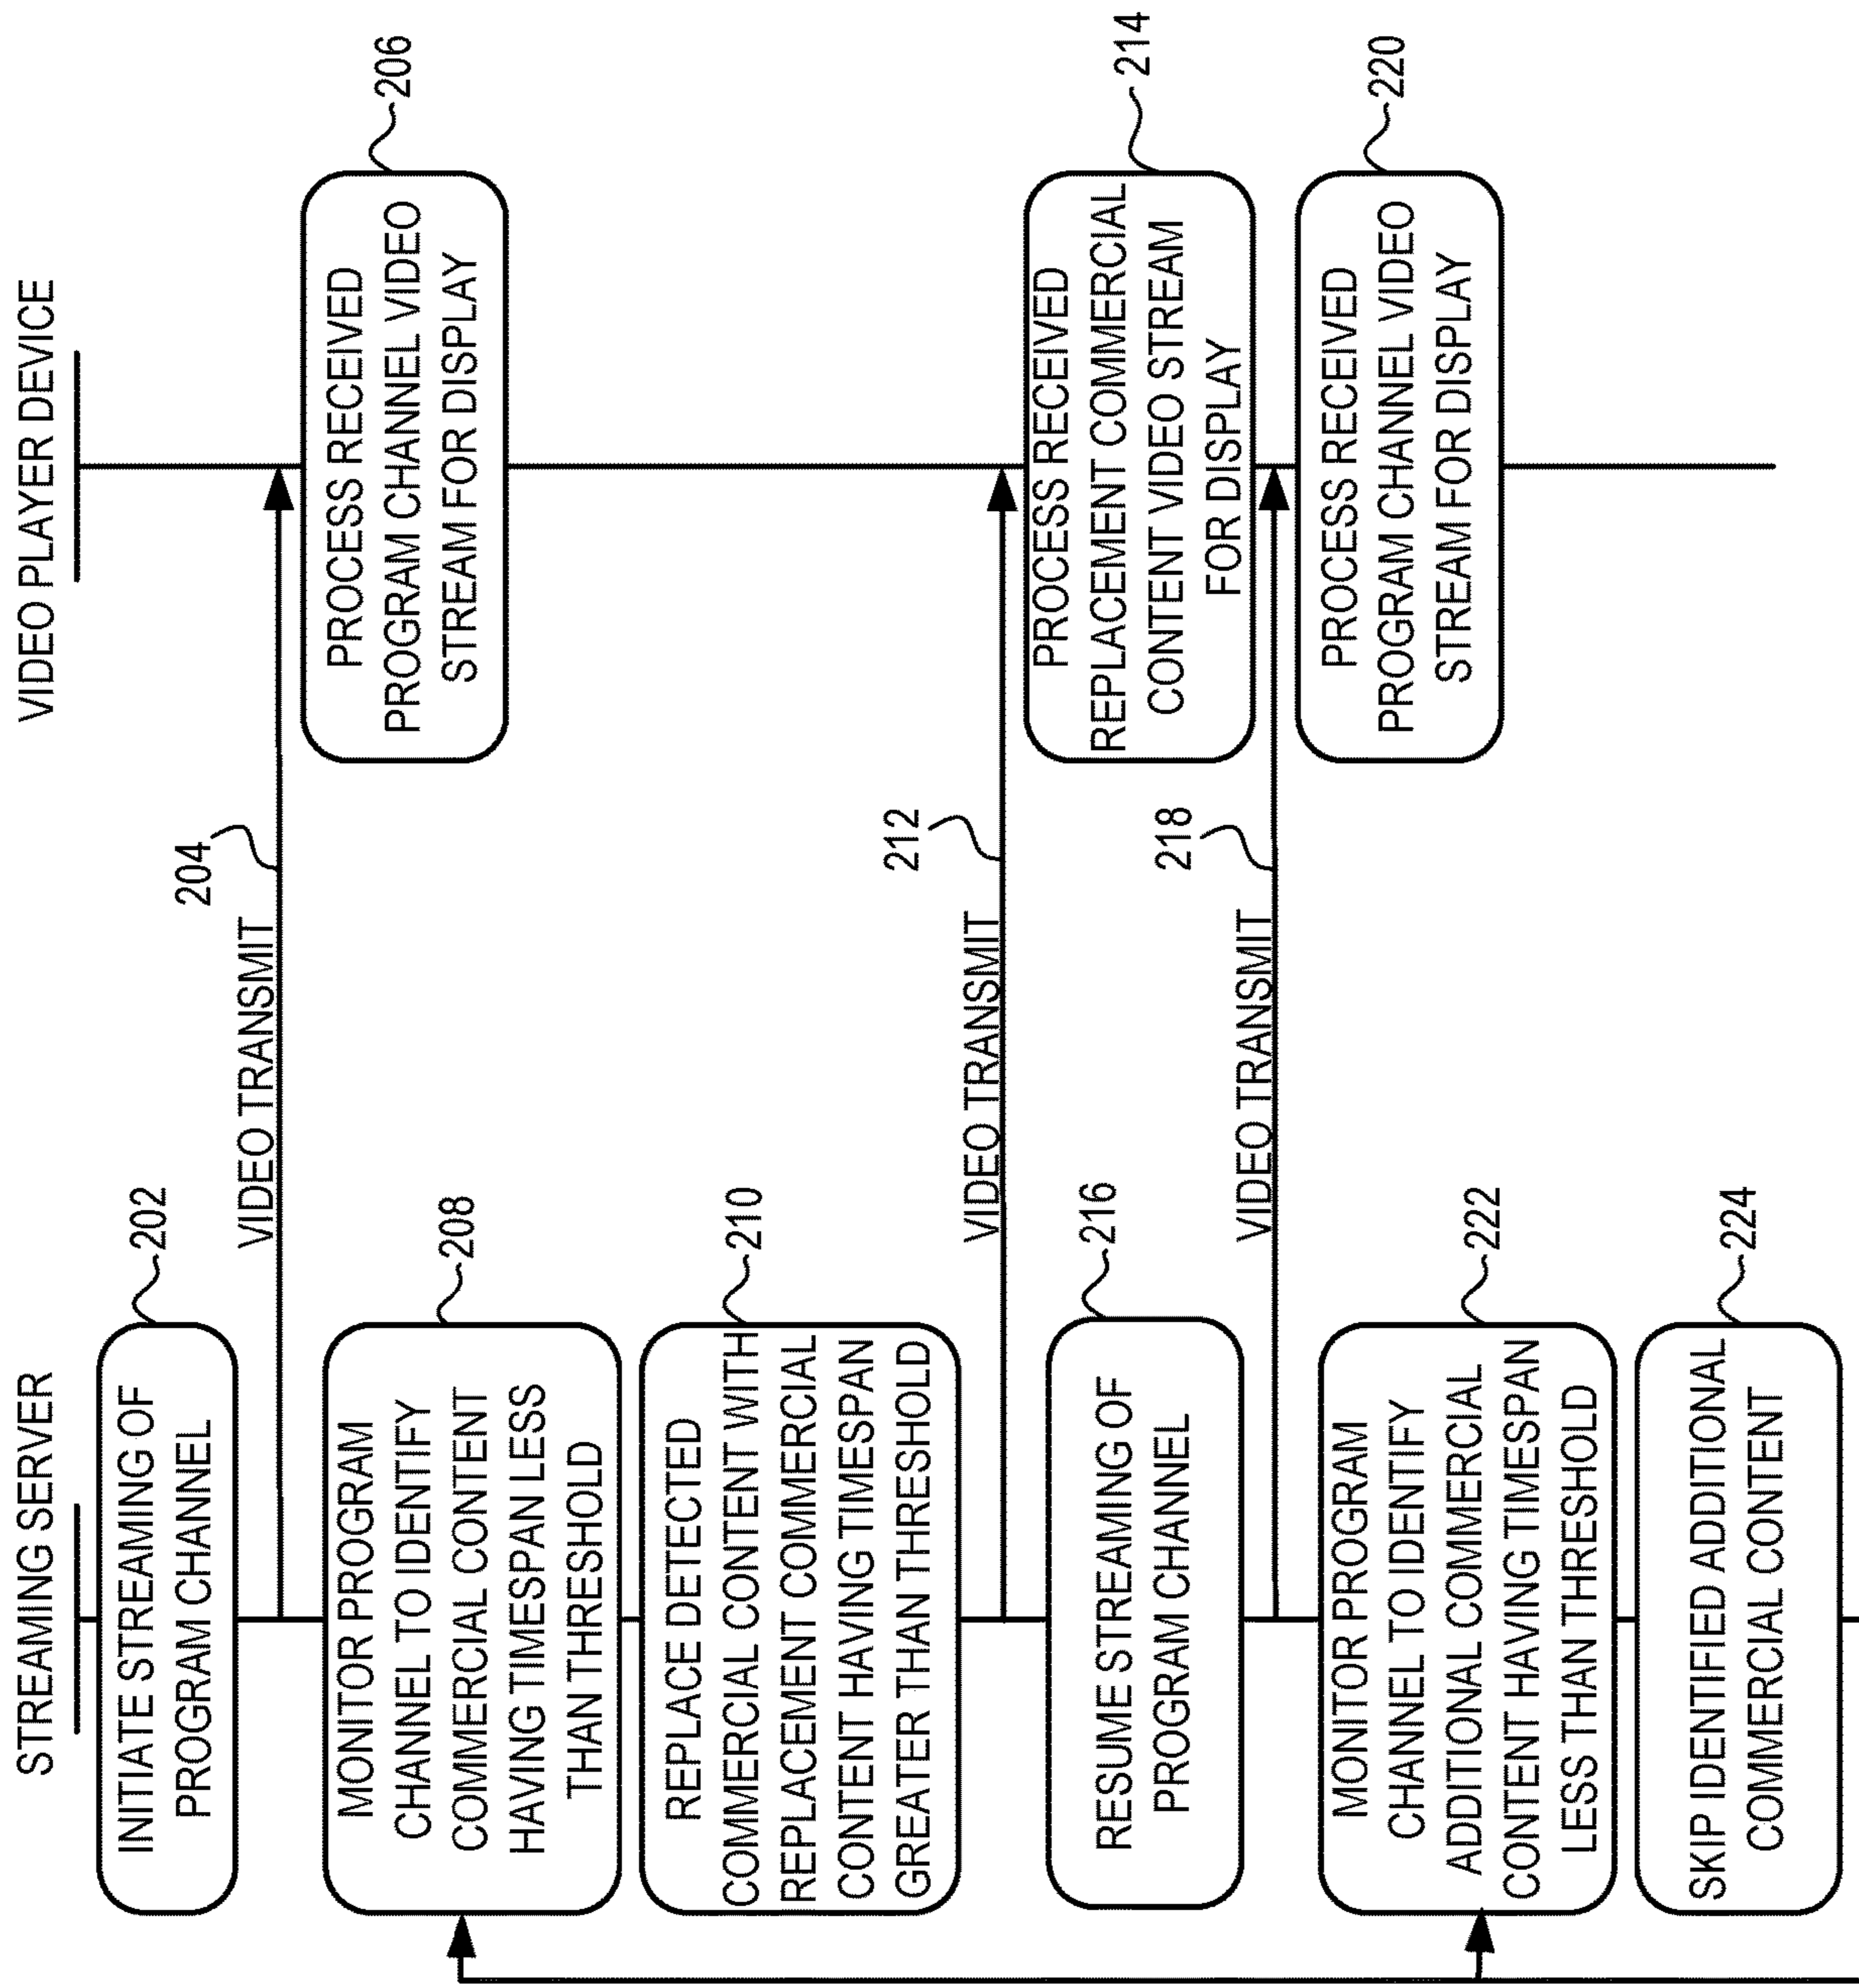 STREAMING SERVER
VIDEO PLAYER DEVICE
INITIATE STREAMING OF
PROGRAM CHANNEL
202
VIDEO TRANSMIT
204
PROCESS RECEIVED
PROGRAM CHANNEL VIDEO
STREAM FOR DISPLAY
206
MONITOR PROGRAM
CHANNEL TO IDENTIFY
COMMERCIAL CONTENT
HAVING TIMESPAN LESS
THAN THRESHOLD
208
REPLACE DETECTED
COMMERCIAL CONTENT WITH
REPLACEMENT COMMERCIAL
CONTENT HAVING TIMESPAN
GREATER THAN THRESHOLD
210
VIDEO TRANSMIT
212
PROCESS RECEIVED
REPLACEMENT COMMERCIAL
CONTENT VIDEO STREAM
FOR DISPLAY
214
RESUME STREAMING OF
PROGRAM CHANNEL
216
VIDEO TRANSMIT
218
PROCESS RECEIVED
PROGRAM CHANNEL VIDEO
STREAM FOR DISPLAY
220
MONITOR PROGRAM
CHANNEL TO IDENTIFY
ADDITIONAL COMMERCIAL
CONTENT HAVING TIMESPAN
LESS THAN THRESHOLD
222
SKIP IDENTIFIED ADDITIONAL
COMMERCIAL CONTENT
224